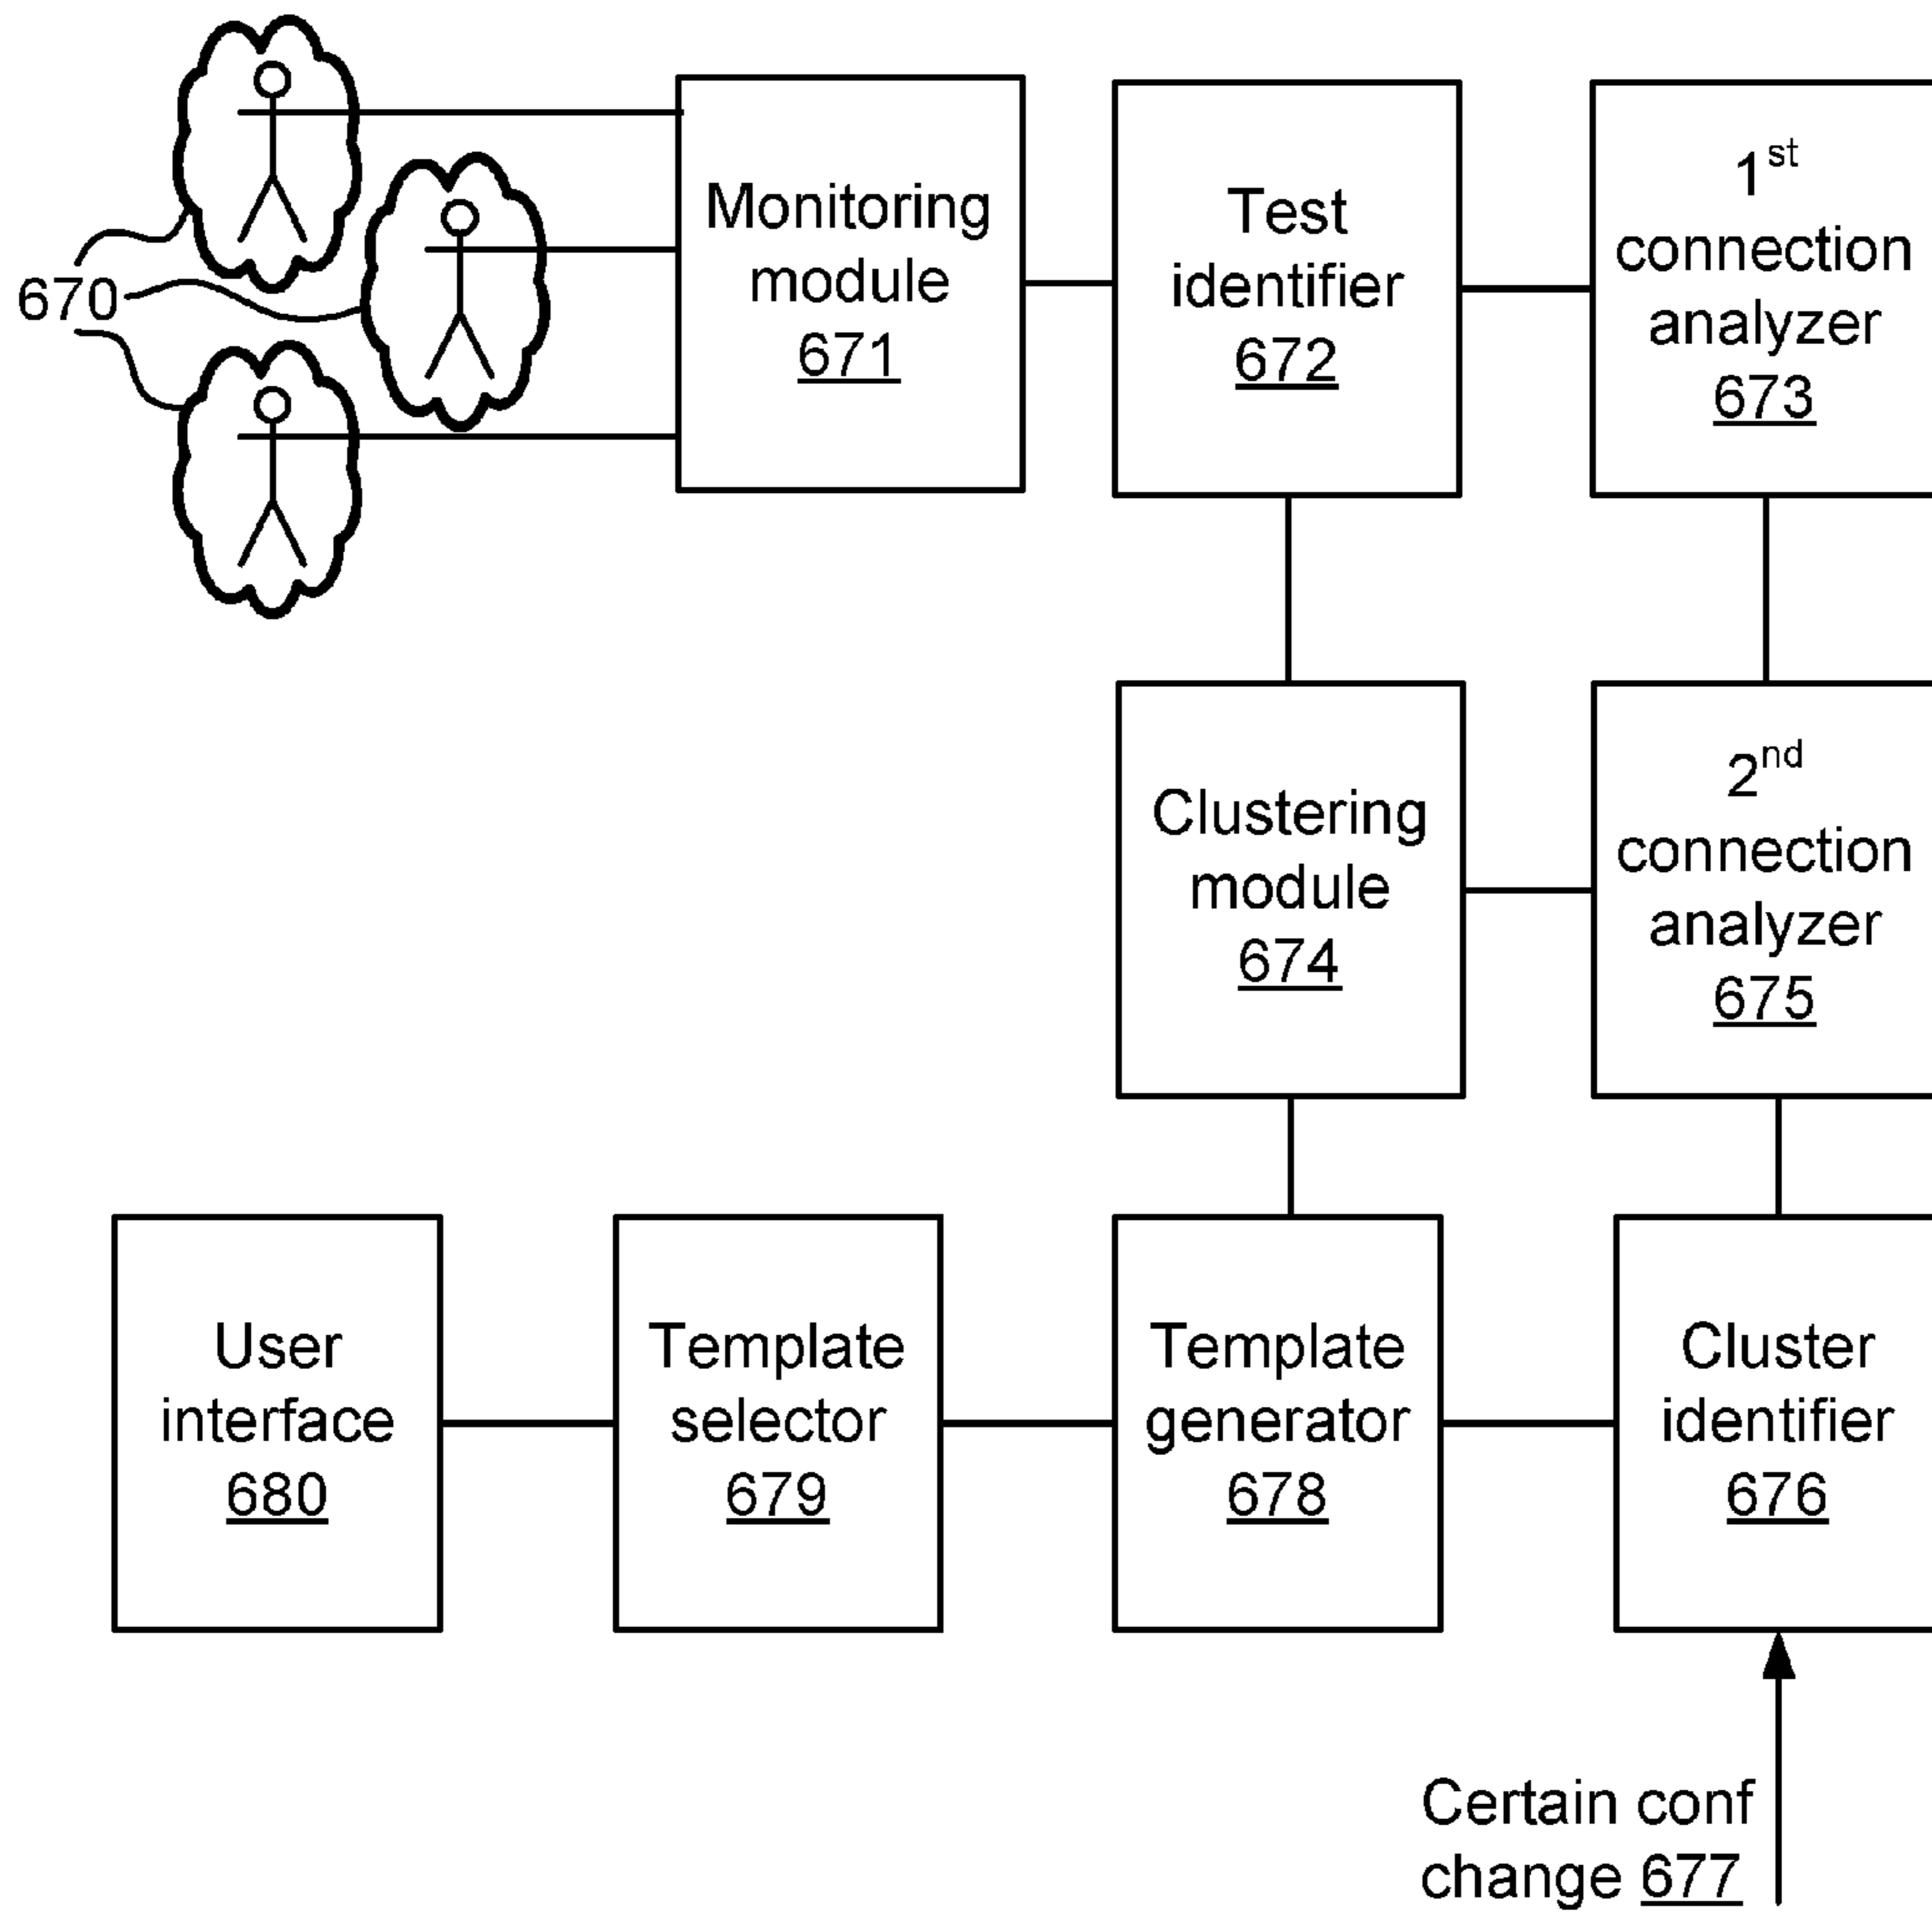 670
Monitoring
module
671
Test
identifier
672
1st
connection
analyzer
673
Clustering
module
674
2nd
connection
analyzer
675
User
interface
680
Template
selector
679
Template
generator
678
Cluster
identifier
676
Certain conf
change 677